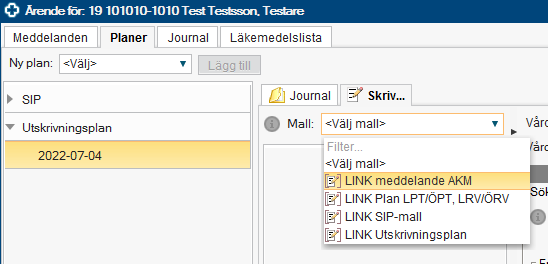 Ärende för: 19 101010-1010 Test Testsson, Testare
Meddelanden Planer Journal Läkemedelslista
Ny plan: <Välj> Lägg till
SIP
Utskrivningsplan
2022-07-04
Journal Skriv...
Mall: <Välj mall>
Filter...
<Välj mall>
LINK meddelande AKM
LINK Plan LPT/ÖPT, LRV/ÖRV
LINK SIP-mall
LINK Utskrivningsplan
Sök